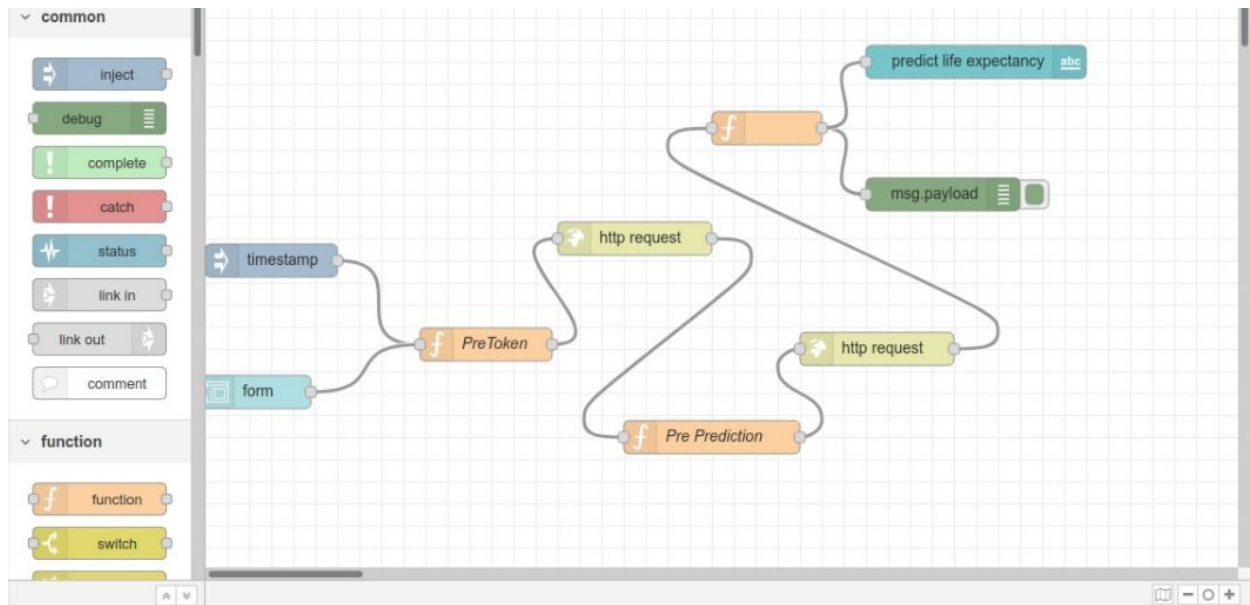 common
inject
debug
complete
catch
status
link in
link out
comment
function
function
switch
timestamp
form
PreToken
http request
Pre Prediction
http request
predict life expectancy abc
msg.payload